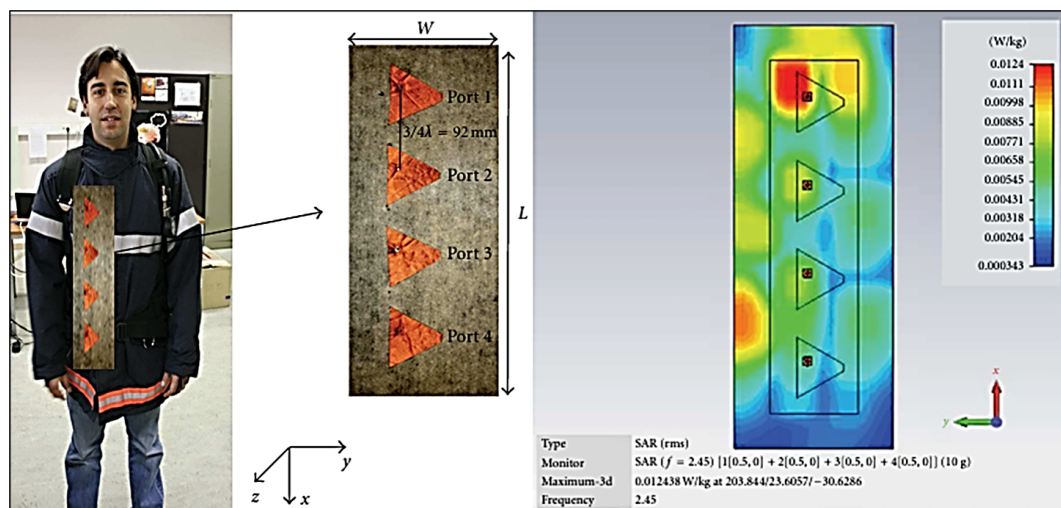 W
Port 1
3/4λ = 92 mm
Port 2
L
Port 3
Port 4
y
z
x
(W/kg)
0.0124
0.0111
0.00998
0.00885
0.00771
0.00658
0.00545
0.00431
0.00318
0.00204
0.000343
x
y
Type SAR (rms)
Monitor SAR (f = 2.45) [1[0.5, 0] + 2[0.5, 0] + 3[0.5, 0] + 4[0.5, 0]] (10 g)
Maximum-3d 0.012438 W/kg at 203.844/23.6057/−30.6286
Frequency 2.45